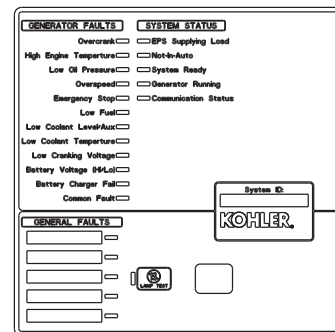 GENERATOR FAULTS
Overcrank
High Engine Temperture
Low Oil Pressure
Overspeed
Emergency Stop
Low Fuel
Low Coolant Level/Aux
Low Coolant Temperture
Low Cranking Voltage
Battery Voltage (Hi/Lo)
Battery Charger Fail
Common Fault
SYSTEM STATUS
EPS Supplying Load
Not-In-Auto
System Ready
Generator Running
Communication Status
System ID:
KOHLER.
GENERAL FAULTS
LAMP TEST